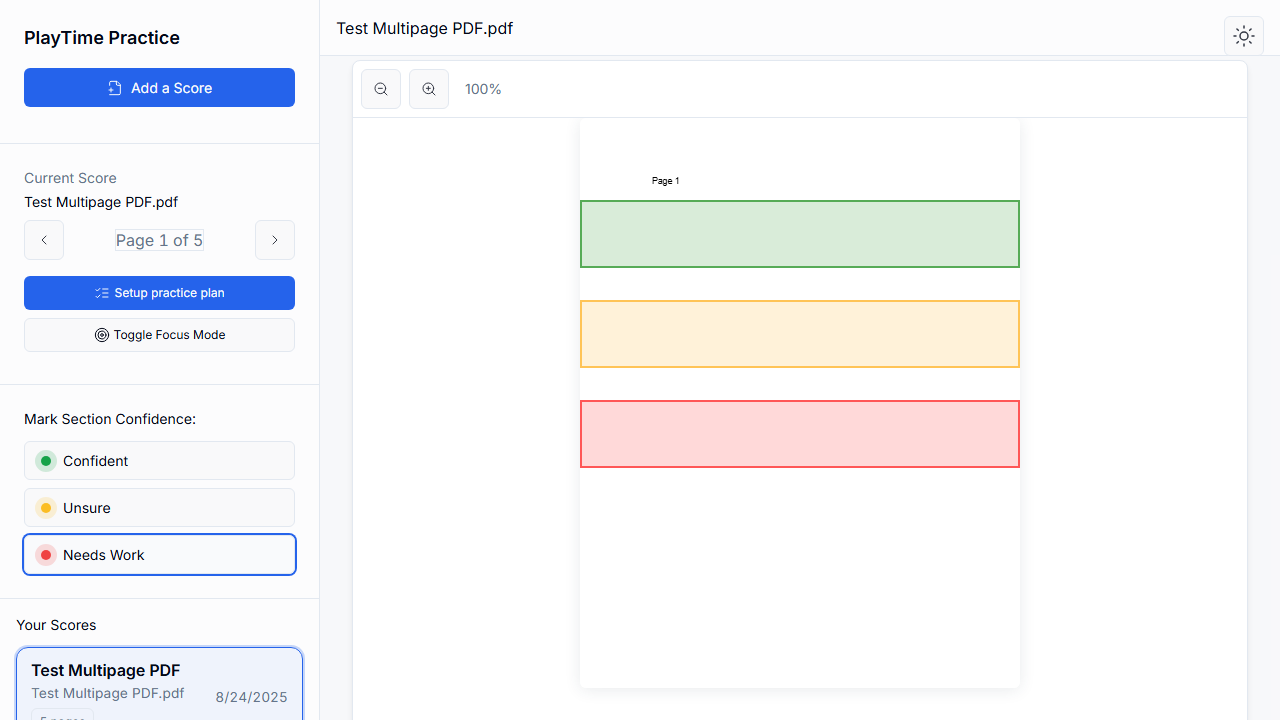 PlayTime Practice
Add a Score
Current Score
Test Multipage PDF.pdf
Page 1 of 5
Setup practice plan
Toggle Focus Mode
Mark Section Confidence:
Confident
Unsure
Needs Work
Your Scores
Test Multipage PDF
Test Multipage PDF.pdf
8/24/2025
5 pages
Test Multipage PDF.pdf
100%
Page 1